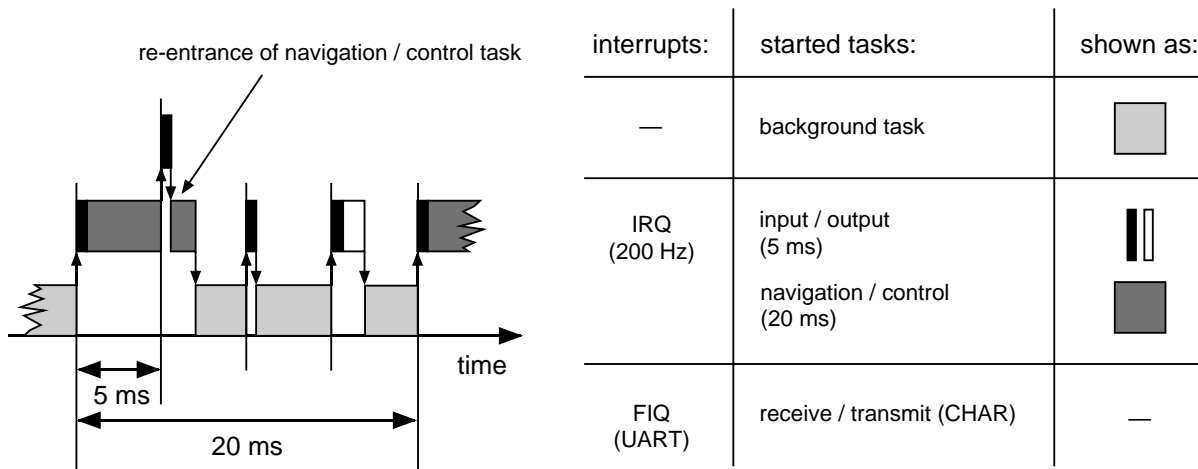 re-entrance of navigation / control task
time
5 ms
20 ms
interrupts: started tasks: shown as:
— background task
IRQ
(200 Hz)
input / output
(5 ms)
navigation / control
(20 ms)
FIQ
(UART)
receive / transmit (CHAR) —